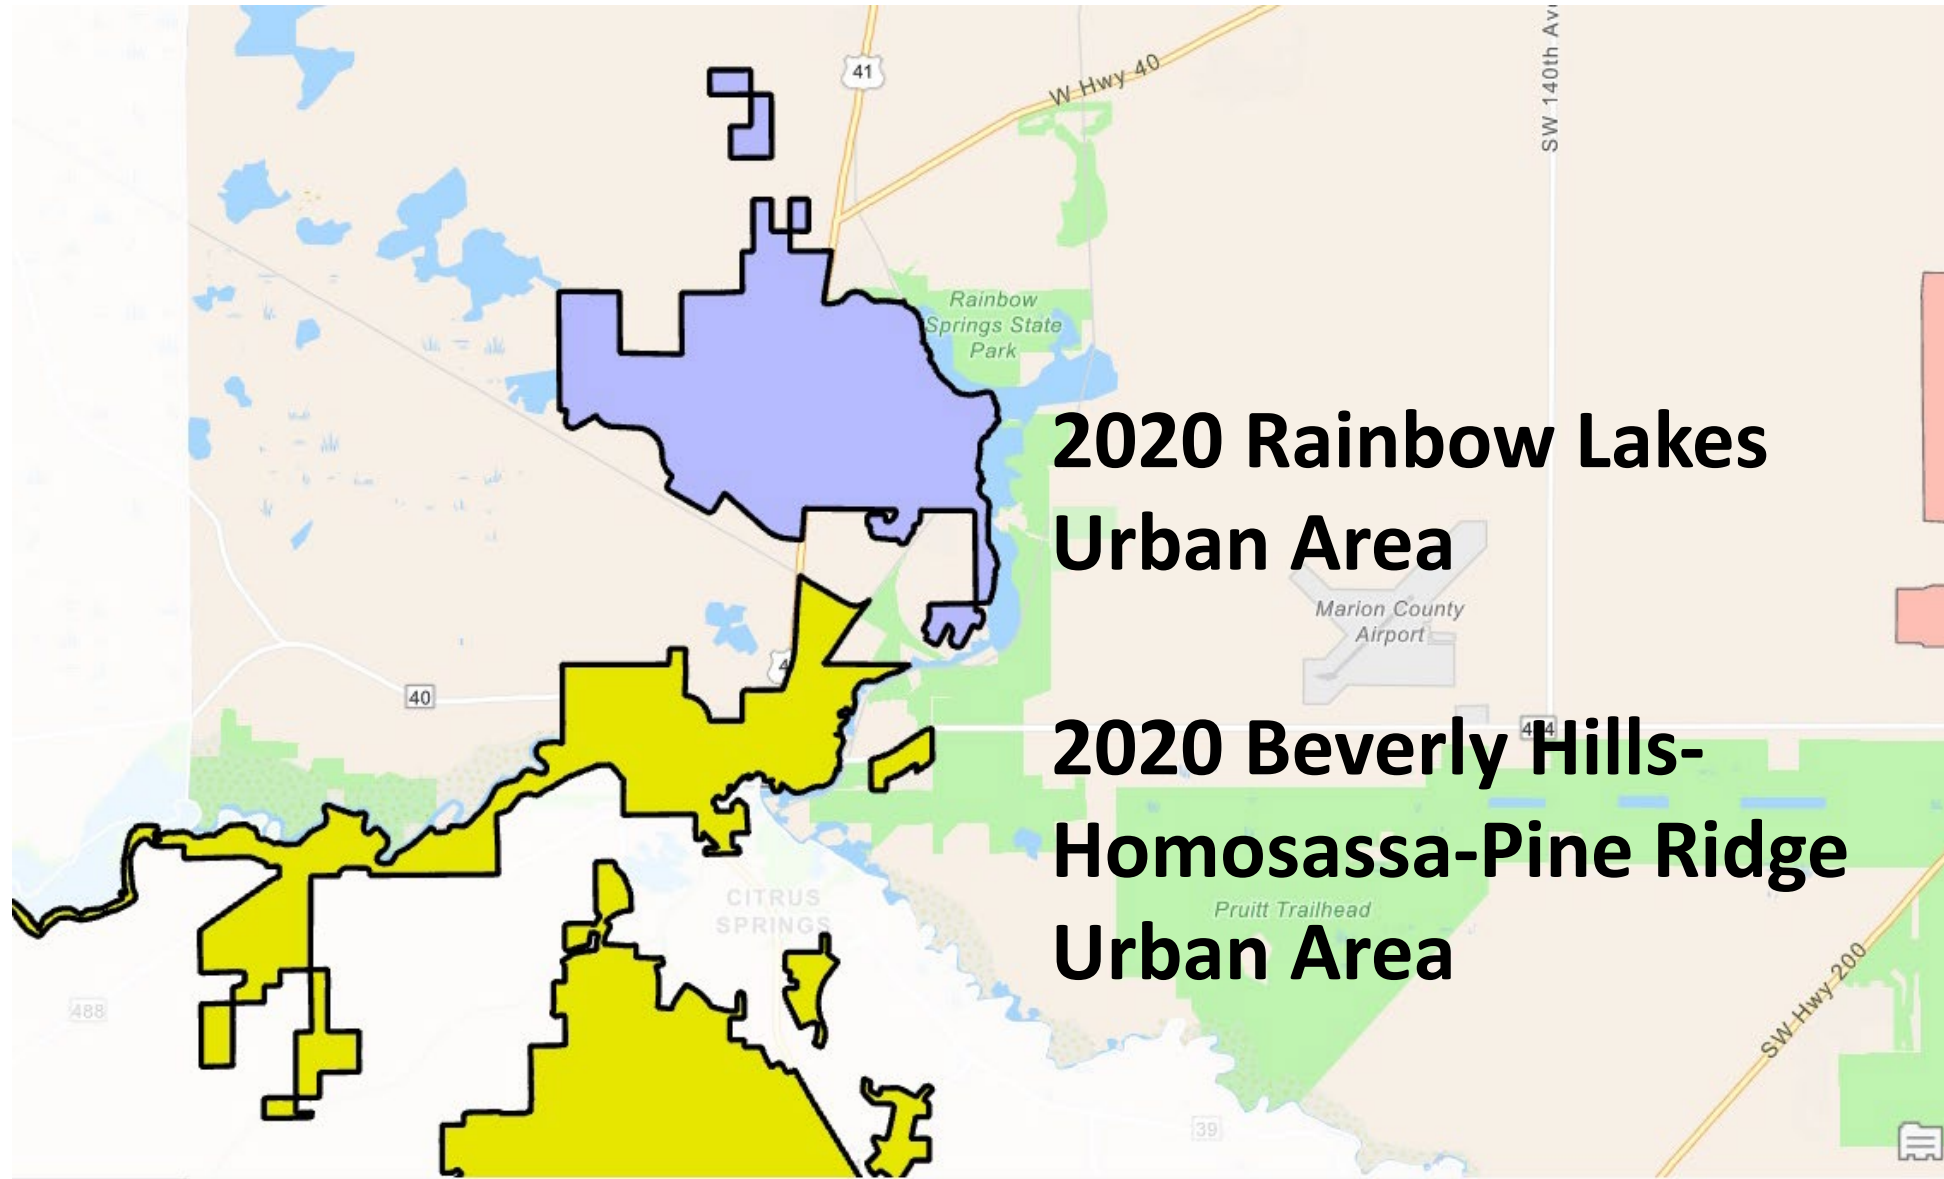 41
W Hwy 40
SW 140th Ave
Rainbow
Springs State
Park
2020 Rainbow Lakes
Urban Area
Marion County
Airport
40
2020 Beverly Hills-
Homosassa-Pine Ridge
Urban Area
CITRUS
SPRINGS
Pruitt Trailhead
488
SW Hwy 200
39